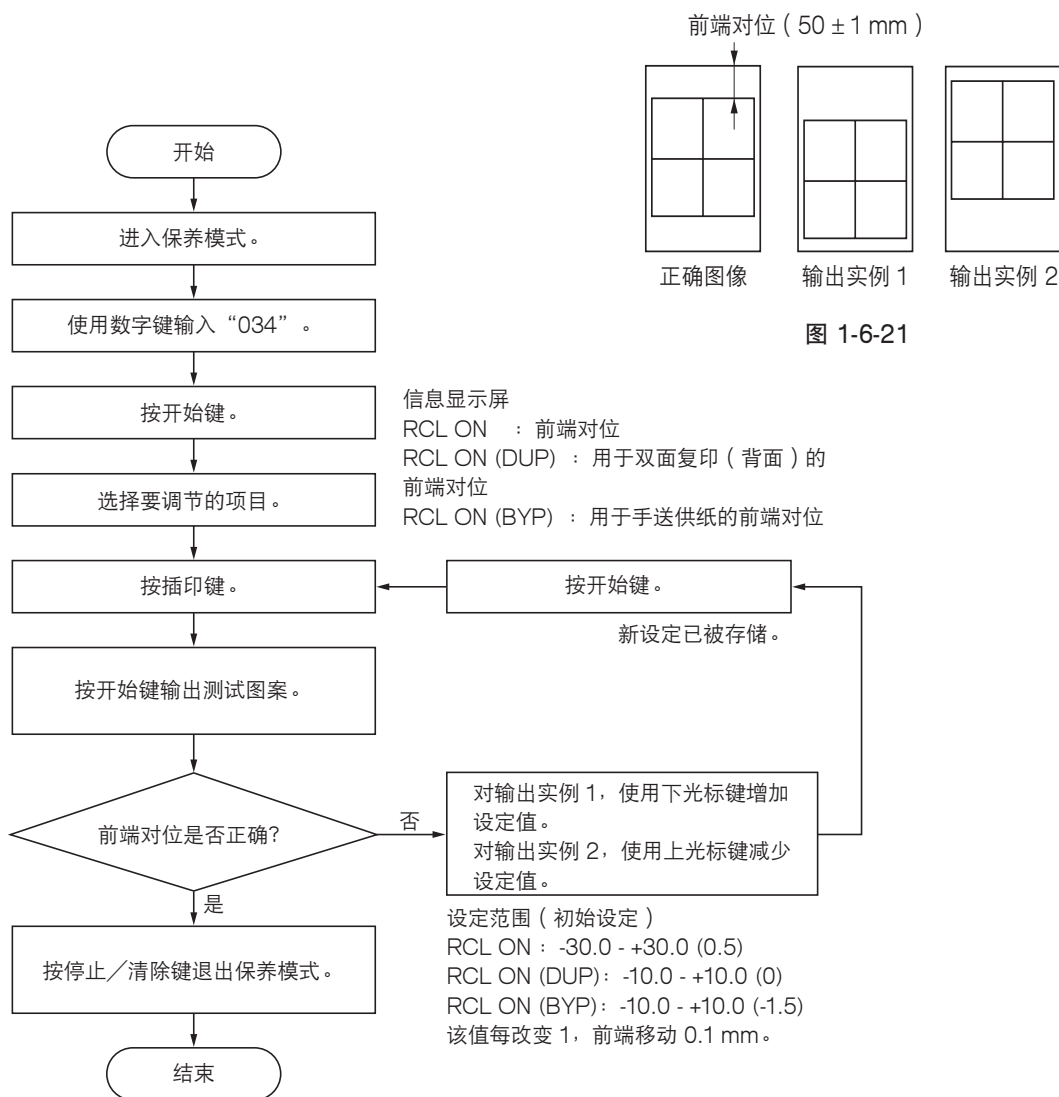 前端对位（50 ± 1 mm）
正确图像
输出实例 1
输出实例 2
图 1-6-21
开始
进入保养模式。
使用数字键输入“034”。
按开始键。
信息显示屏
RCL ON ：前端对位
RCL ON (DUP) ：用于双面复印（背面）的
前端对位
RCL ON (BYP) ：用于手送供纸的前端对位
选择要调节的项目。
按插印键。
按开始键。
新设定已被存储。
按开始键输出测试图案。
前端对位是否正确?
否
对输出实例 1，使用下光标键增加
设定值。
对输出实例 2，使用上光标键减少
设定值。
是
设定范围（初始设定）
RCL ON：-30.0 - +30.0 (0.5)
RCL ON (DUP)：-10.0 - +10.0 (0)
RCL ON (BYP)：-10.0 - +10.0 (-1.5)
该值每改变 1，前端移动 0.1 mm。
按停止／清除键退出保养模式。
结束